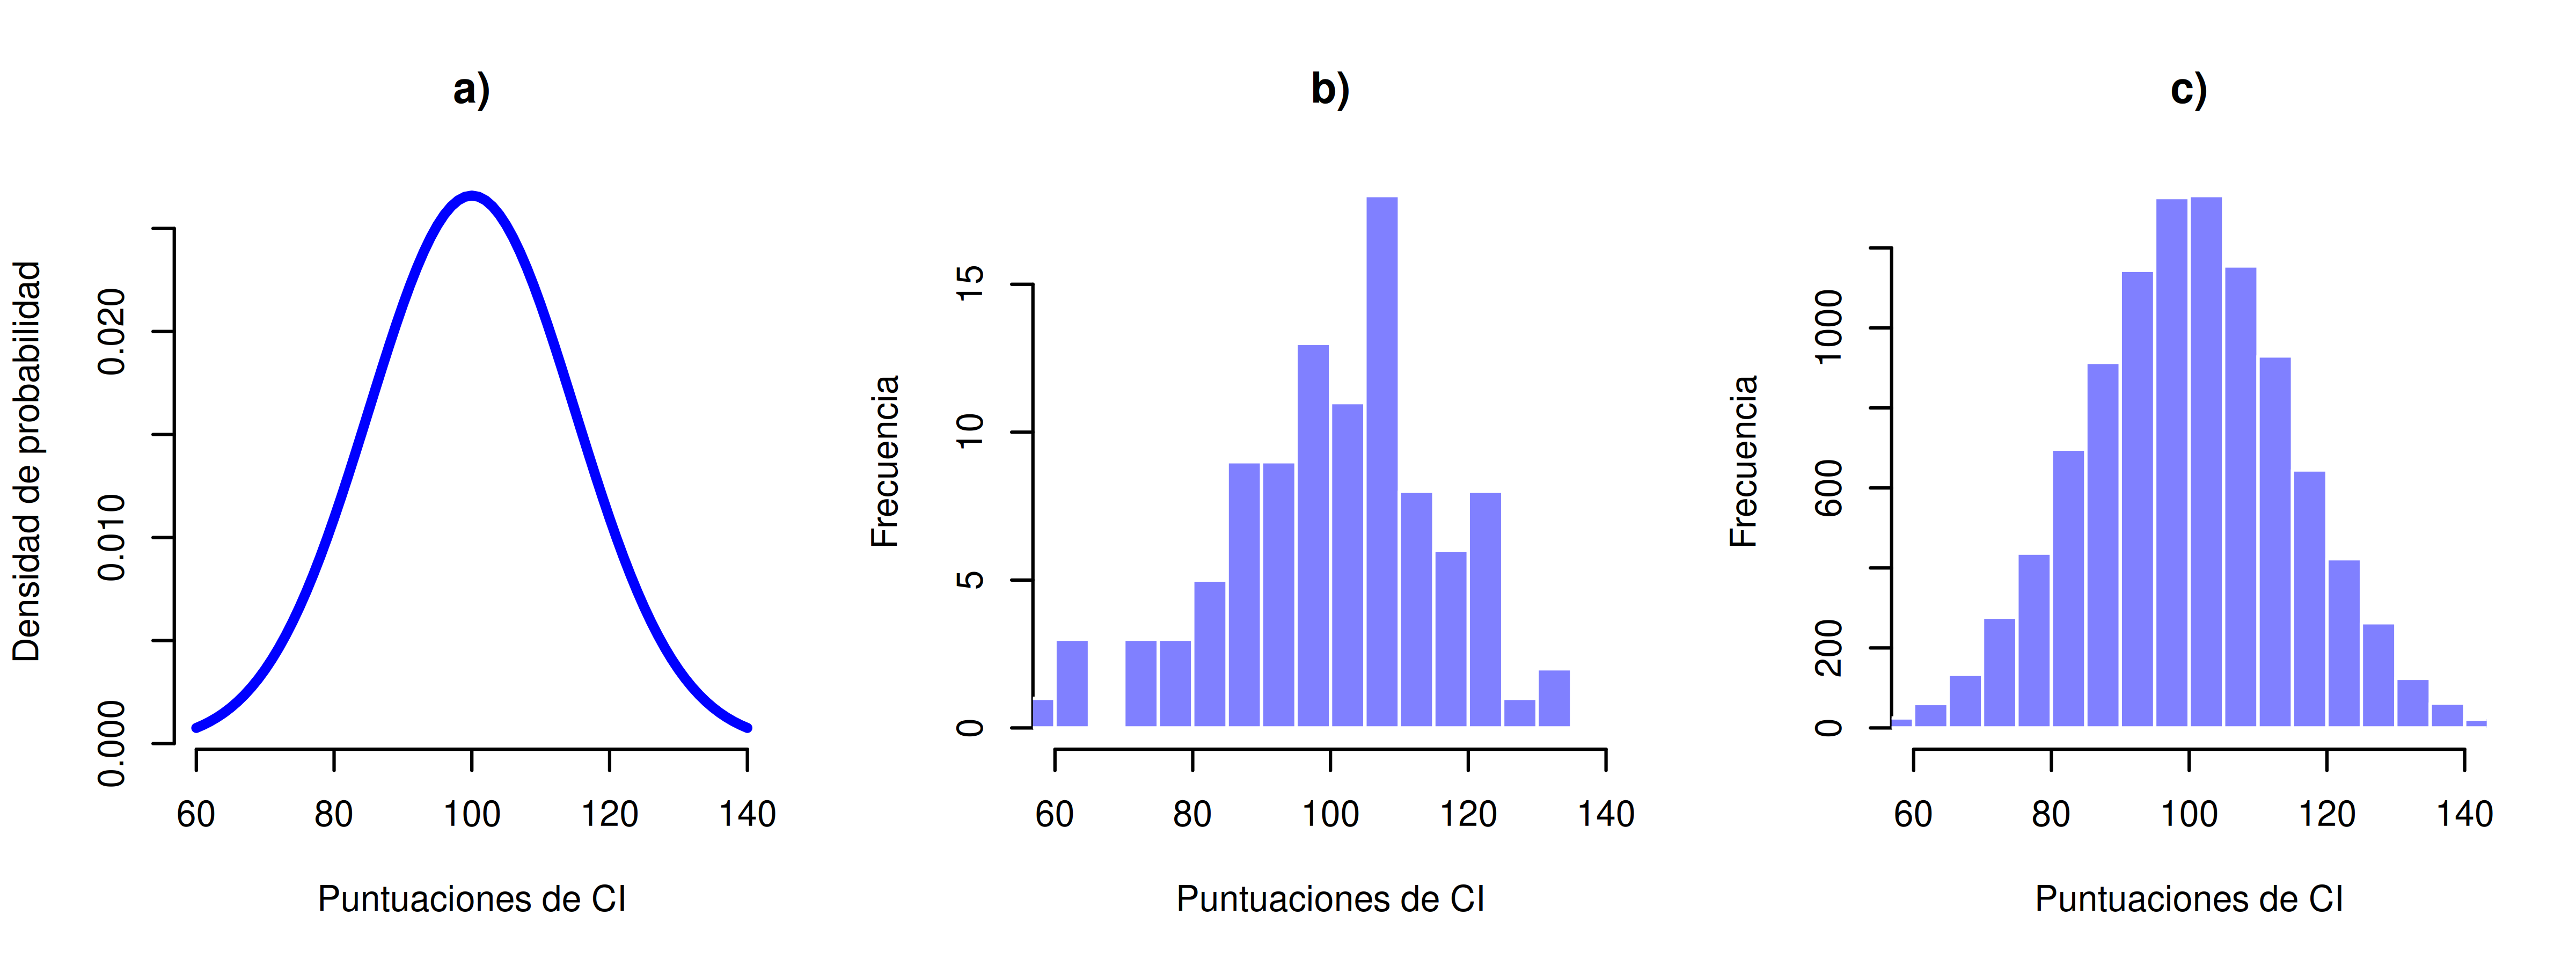 a)
Densidad de probabilidad
0.000
0.010
0.020
60 80 100 120 140
Puntuaciones de CI
b)
Frecuencia
0
5
10
15
60 80 100 120 140
Puntuaciones de CI
c)
Frecuencia
0
200
600
1000
60 80 100 120 140
Puntuaciones de CI